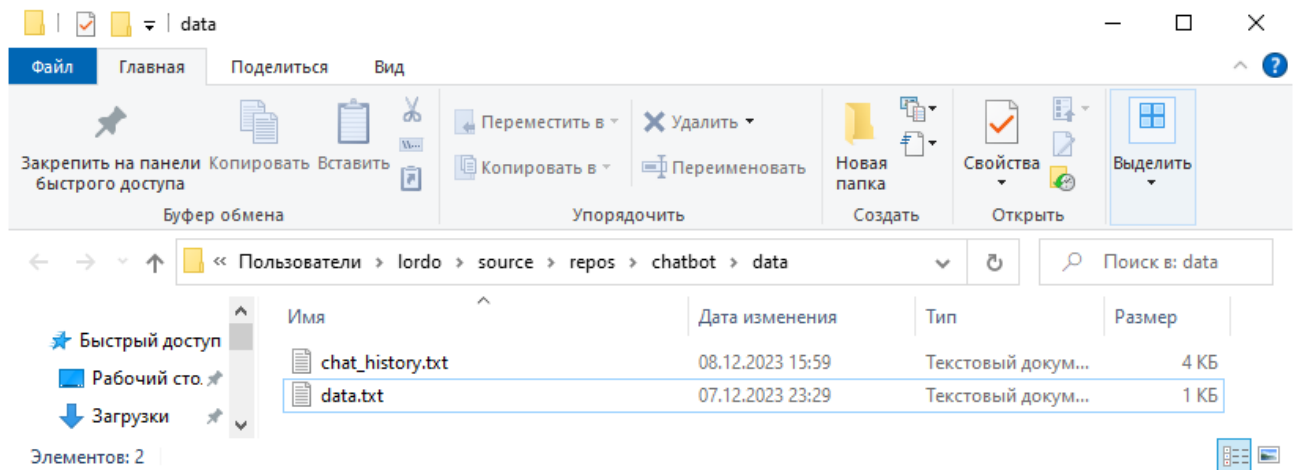 data
Файл Главная Поделиться Вид
Закрепить на панели быстрого доступа
Копировать
Вставить
Буфер обмена
Переместить в
Копировать в
Удалить
Переименовать
Упорядочить
Новая папка
Создать
Свойства
Открыть
Выделить
« Пользователи > lordo > source > repos > chatbot > data
Поиск в: data
Быстрый доступ
Рабочий сто.
Загрузки
Имя Дата изменения Тип Размер
chat_history.txt 08.12.2023 15:59 Текстовый докум... 4 КБ
data.txt 07.12.2023 23:29 Текстовый докум... 1 КБ
Элементов: 2